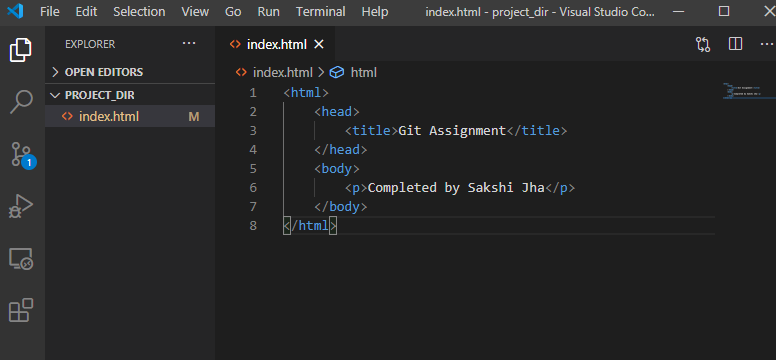 File Edit Selection View Go Run Terminal Help index.html - project_dir - Visual Studio Co...
EXPLORER
OPEN EDITORS
PROJECT_DIR
index.html M
1
index.html
index.html > html
1 <html>
2 <head>
3 <title>Git Assignment</title>
4 </head>
5 <body>
6 <p>Completed by Sakshi Jha</p>
7 </body>
8 </html>